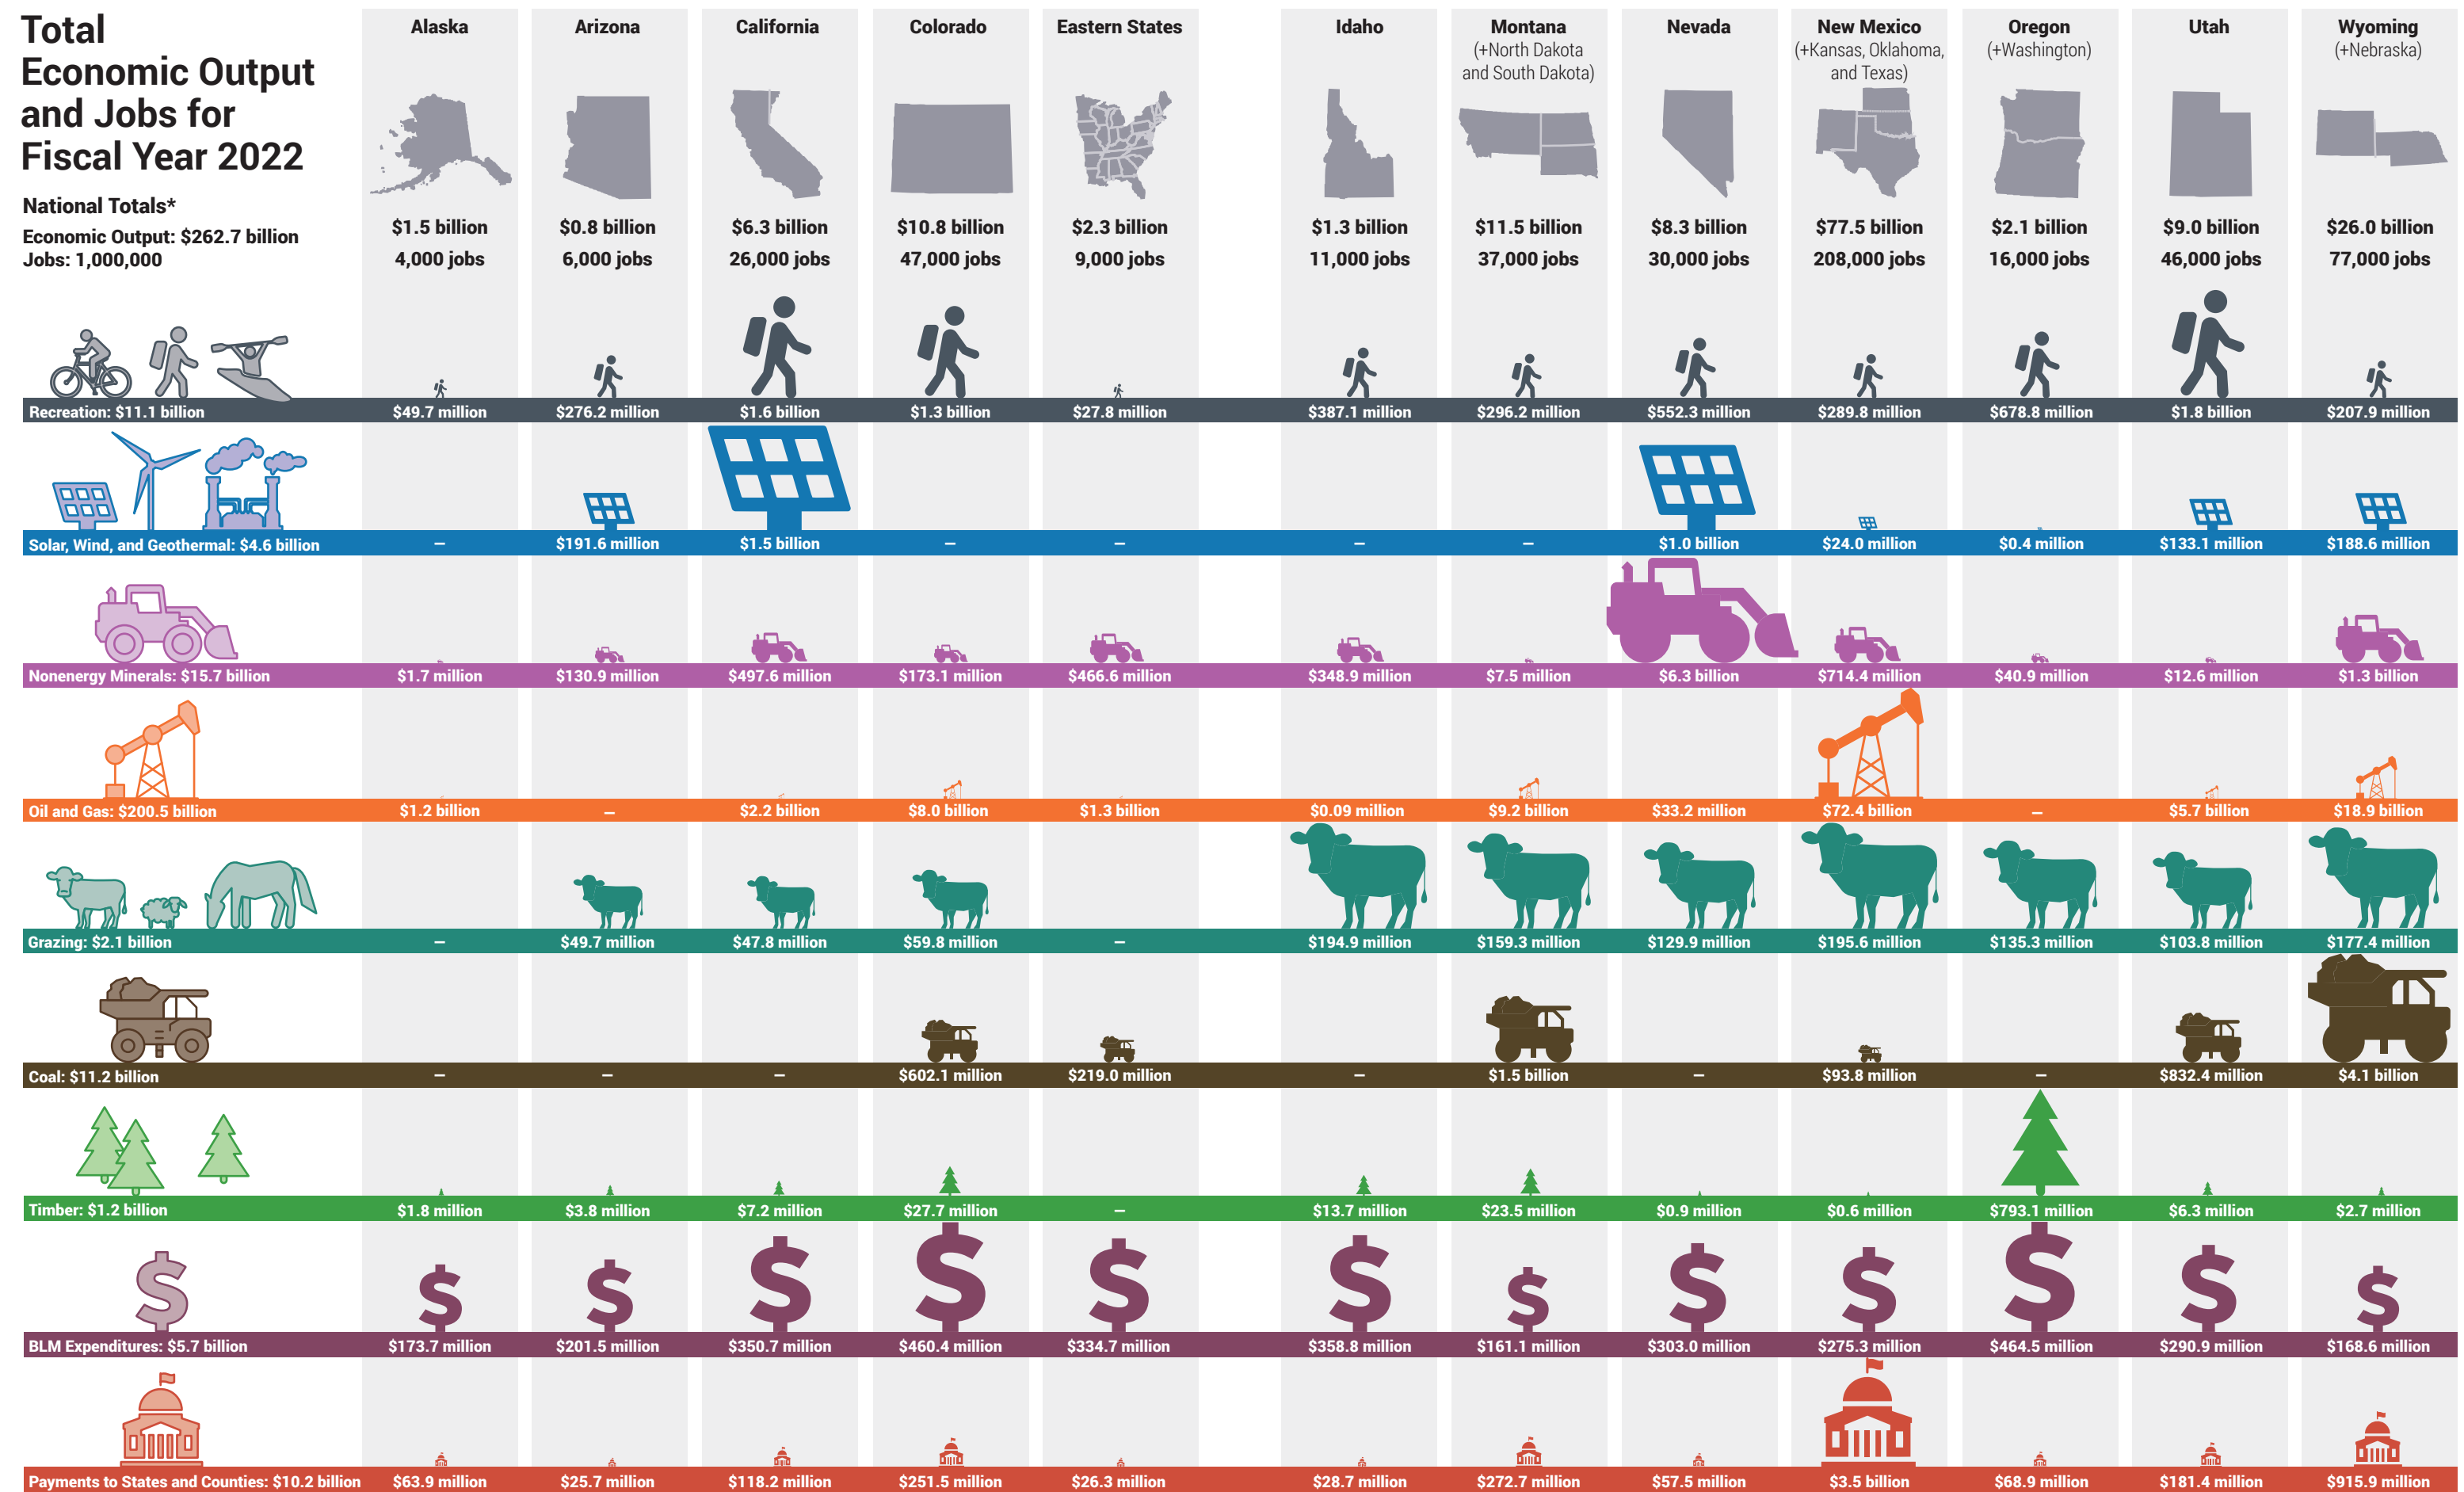 Total
Economic Output
and Jobs for
Fiscal Year 2022
National Totals*
Economic Output: $262.7 billion
Jobs: 1,000,000
Alaska
$1.5 billion
4,000 jobs
Arizona
$0.8 billion
6,000 jobs
California
$6.3 billion
26,000 jobs
Colorado
$10.8 billion
47,000 jobs
Eastern States
$2.3 billion
9,000 jobs
Idaho
$1.3 billion
11,000 jobs
Montana
(+North Dakota
and South Dakota)
$11.5 billion
37,000 jobs
Nevada
$8.3 billion
30,000 jobs
New Mexico
(+Kansas, Oklahoma,
and Texas)
$77.5 billion
208,000 jobs
Oregon
(+Washington)
$2.1 billion
16,000 jobs
Utah
$9.0 billion
46,000 jobs
Wyoming
(+Nebraska)
$26.0 billion
77,000 jobs
Recreation: $11.1 billion $49.7 million $276.2 million $1.6 billion $1.3 billion $27.8 million $387.1 million $296.2 million $552.3 million $289.8 million $678.8 million $1.8 billion $207.9 million
Solar, Wind, and Geothermal: $4.6 billion – $191.6 million $1.5 billion – – – – $1.0 billion $24.0 million $0.4 million $133.1 million $188.6 million
Nonenergy Minerals: $15.7 billion $1.7 million $130.9 million $497.6 million $173.1 million $466.6 million $348.9 million $7.5 million $6.3 billion $714.4 million $40.9 million $12.6 million $1.3 billion
Oil and Gas: $200.5 billion $1.2 billion – $2.2 billion $8.0 billion $1.3 billion $0.09 million $9.2 billion $33.2 million $72.4 billion – $5.7 billion $18.9 billion
Grazing: $2.1 billion – $49.7 million $47.8 million $59.8 million – $194.9 million $159.3 million $129.9 million $195.6 million $135.3 million $103.8 million $177.4 million
Coal: $11.2 billion – – – $602.1 million $219.0 million – $1.5 billion – $93.8 million – $832.4 million $4.1 billion
Timber: $1.2 billion $1.8 million $3.8 million $7.2 million $27.7 million – $13.7 million $23.5 million $0.9 million $0.6 million $793.1 million $6.3 million $2.7 million
$ $ $ $ $ $ $ $ $ $ $ $ $
BLM Expenditures: $5.7 billion $173.7 million $201.5 million $350.7 million $460.4 million $334.7 million $358.8 million $161.1 million $303.0 million $275.3 million $464.5 million $290.9 million $168.6 million
Payments to States and Counties: $10.2 billion $63.9 million $25.7 million $118.2 million $251.5 million $26.3 million $28.7 million $272.7 million $57.5 million $3.5 billion $68.9 million $181.4 million $915.9 million